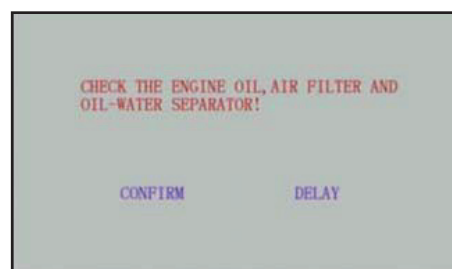 CHECK THE ENGINE OIL,AIR FILTER AND
OIL-WATER SEPARATOR!
CONFIRM DELAY